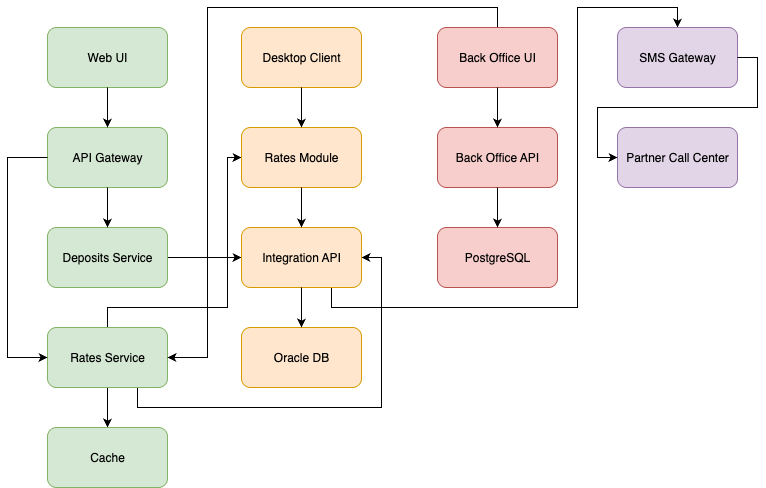 Web UI
Desktop Client
Back Office UI
SMS Gateway
API Gateway
Rates Module
Back Office API
Partner Call Center
Deposits Service
Integration API
PostgreSQL
Rates Service
Oracle DB
Cache